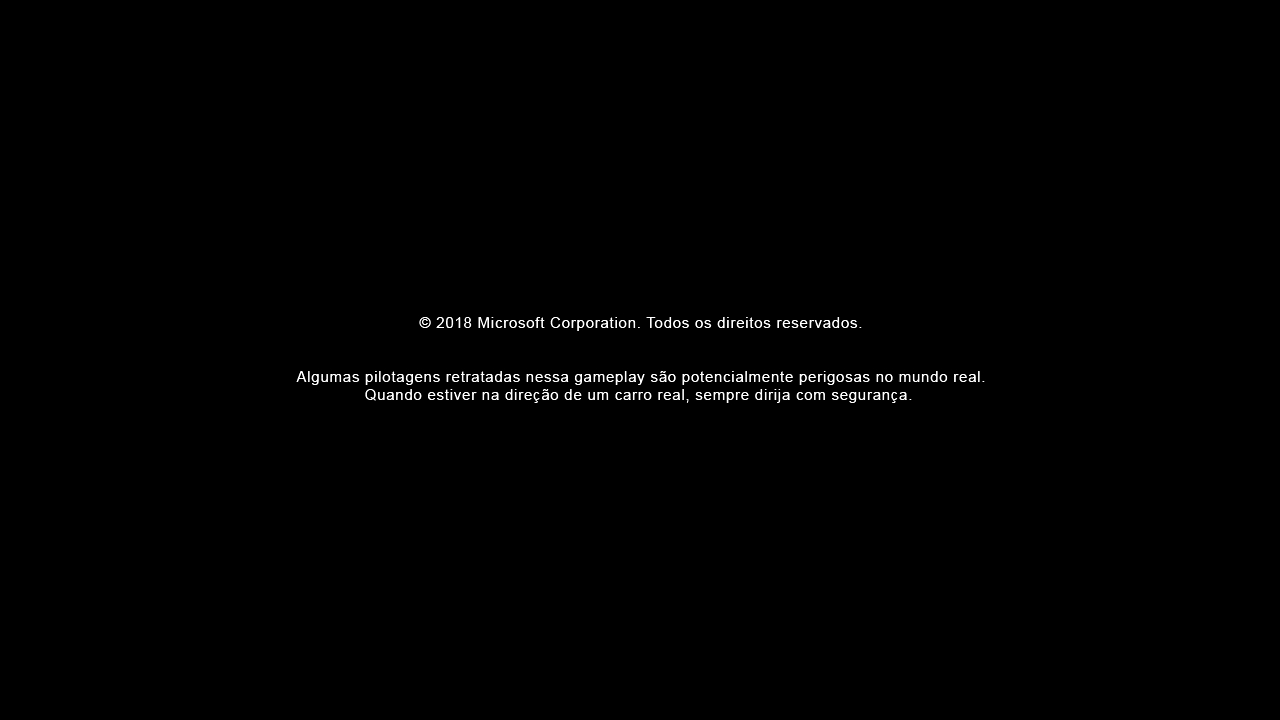 © 2018 Microsoft Corporation. Todos os direitos reservados.
Algumas pilotagens retratadas nessa gameplay são potencialmente perigosas no mundo real.
Quando estiver na direção de um carro real, sempre dirija com segurança.